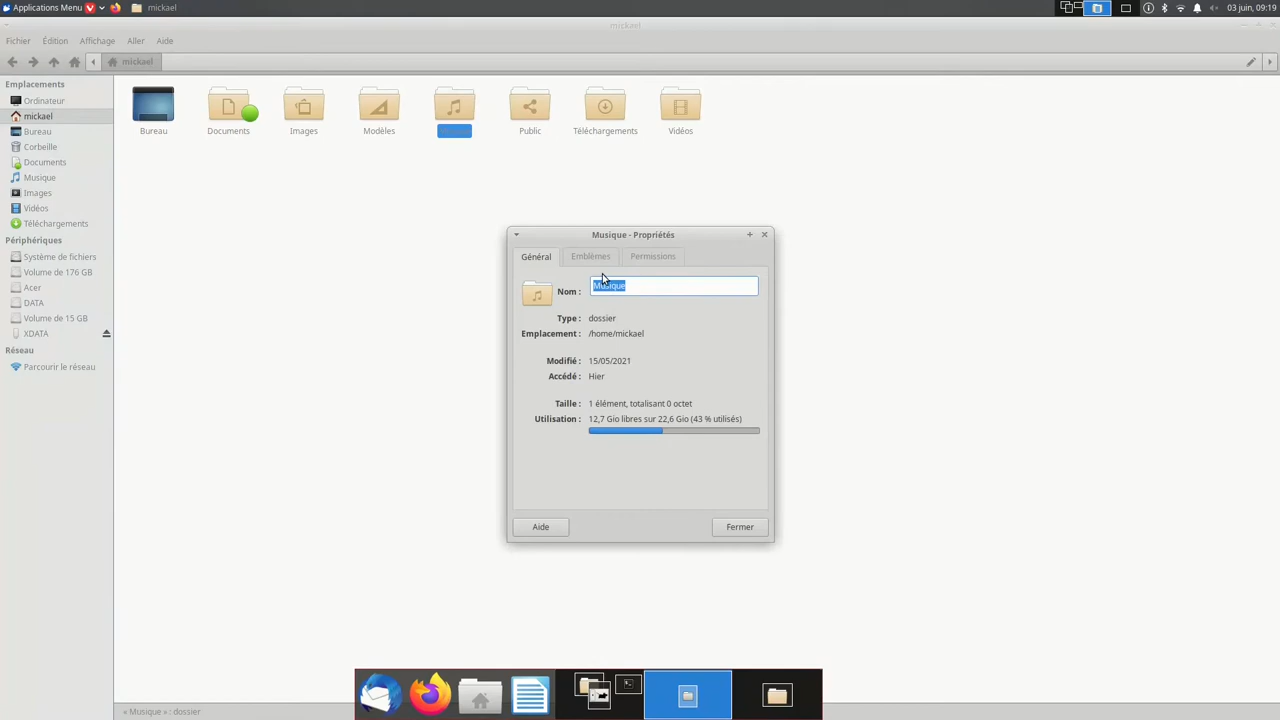 Applications Menu
mickael
03 juin, 09:19
mickael
Fichier
Édition
Affichage
Aller
Aide
mickael
Emplacements
Ordinateur
mickael
Bureau
Corbeille
Documents
Musique
Images
Vidéos
Téléchargements
Périphériques
Système de fichiers
Volume de 176 GB
Acer
DATA
Volume de 15 GB
XDATA
Réseau
Parcourir le réseau
Bureau
Documents
Images
Modèles
Public
Téléchargements
Vidéos
Musique - Propriétés
Général
Emblèmes
Permissions
Nom :
Musique
Type : dossier
Emplacement : /home/mickael
Modifié : 15/05/2021
Accédé : Hier
Taille : 1 élément, totalisant 0 octet
Utilisation : 12,7 Gio libres sur 22,6 Gio (43 % utilisés)
Aide
Fermer
« Musique » : dossier